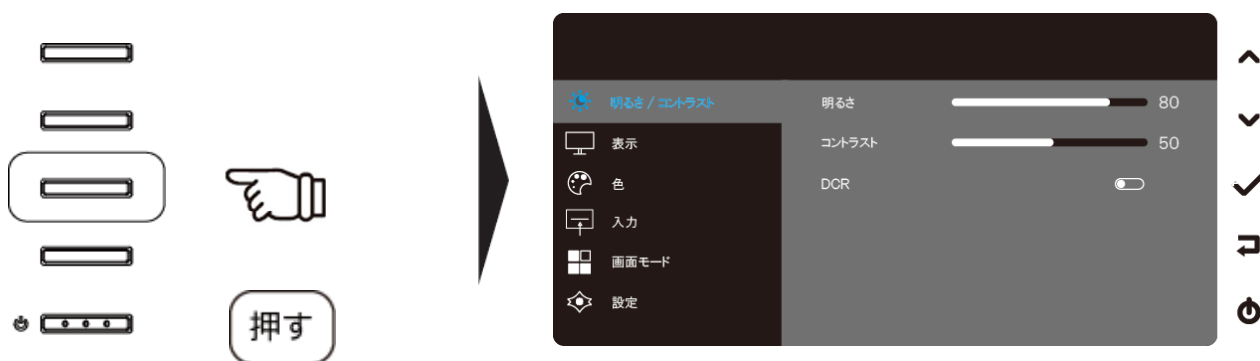 押す
明るさ / コントラスト
表示
色
入力
画面モード
設定
明るさ 80
コントラスト 50
DCR